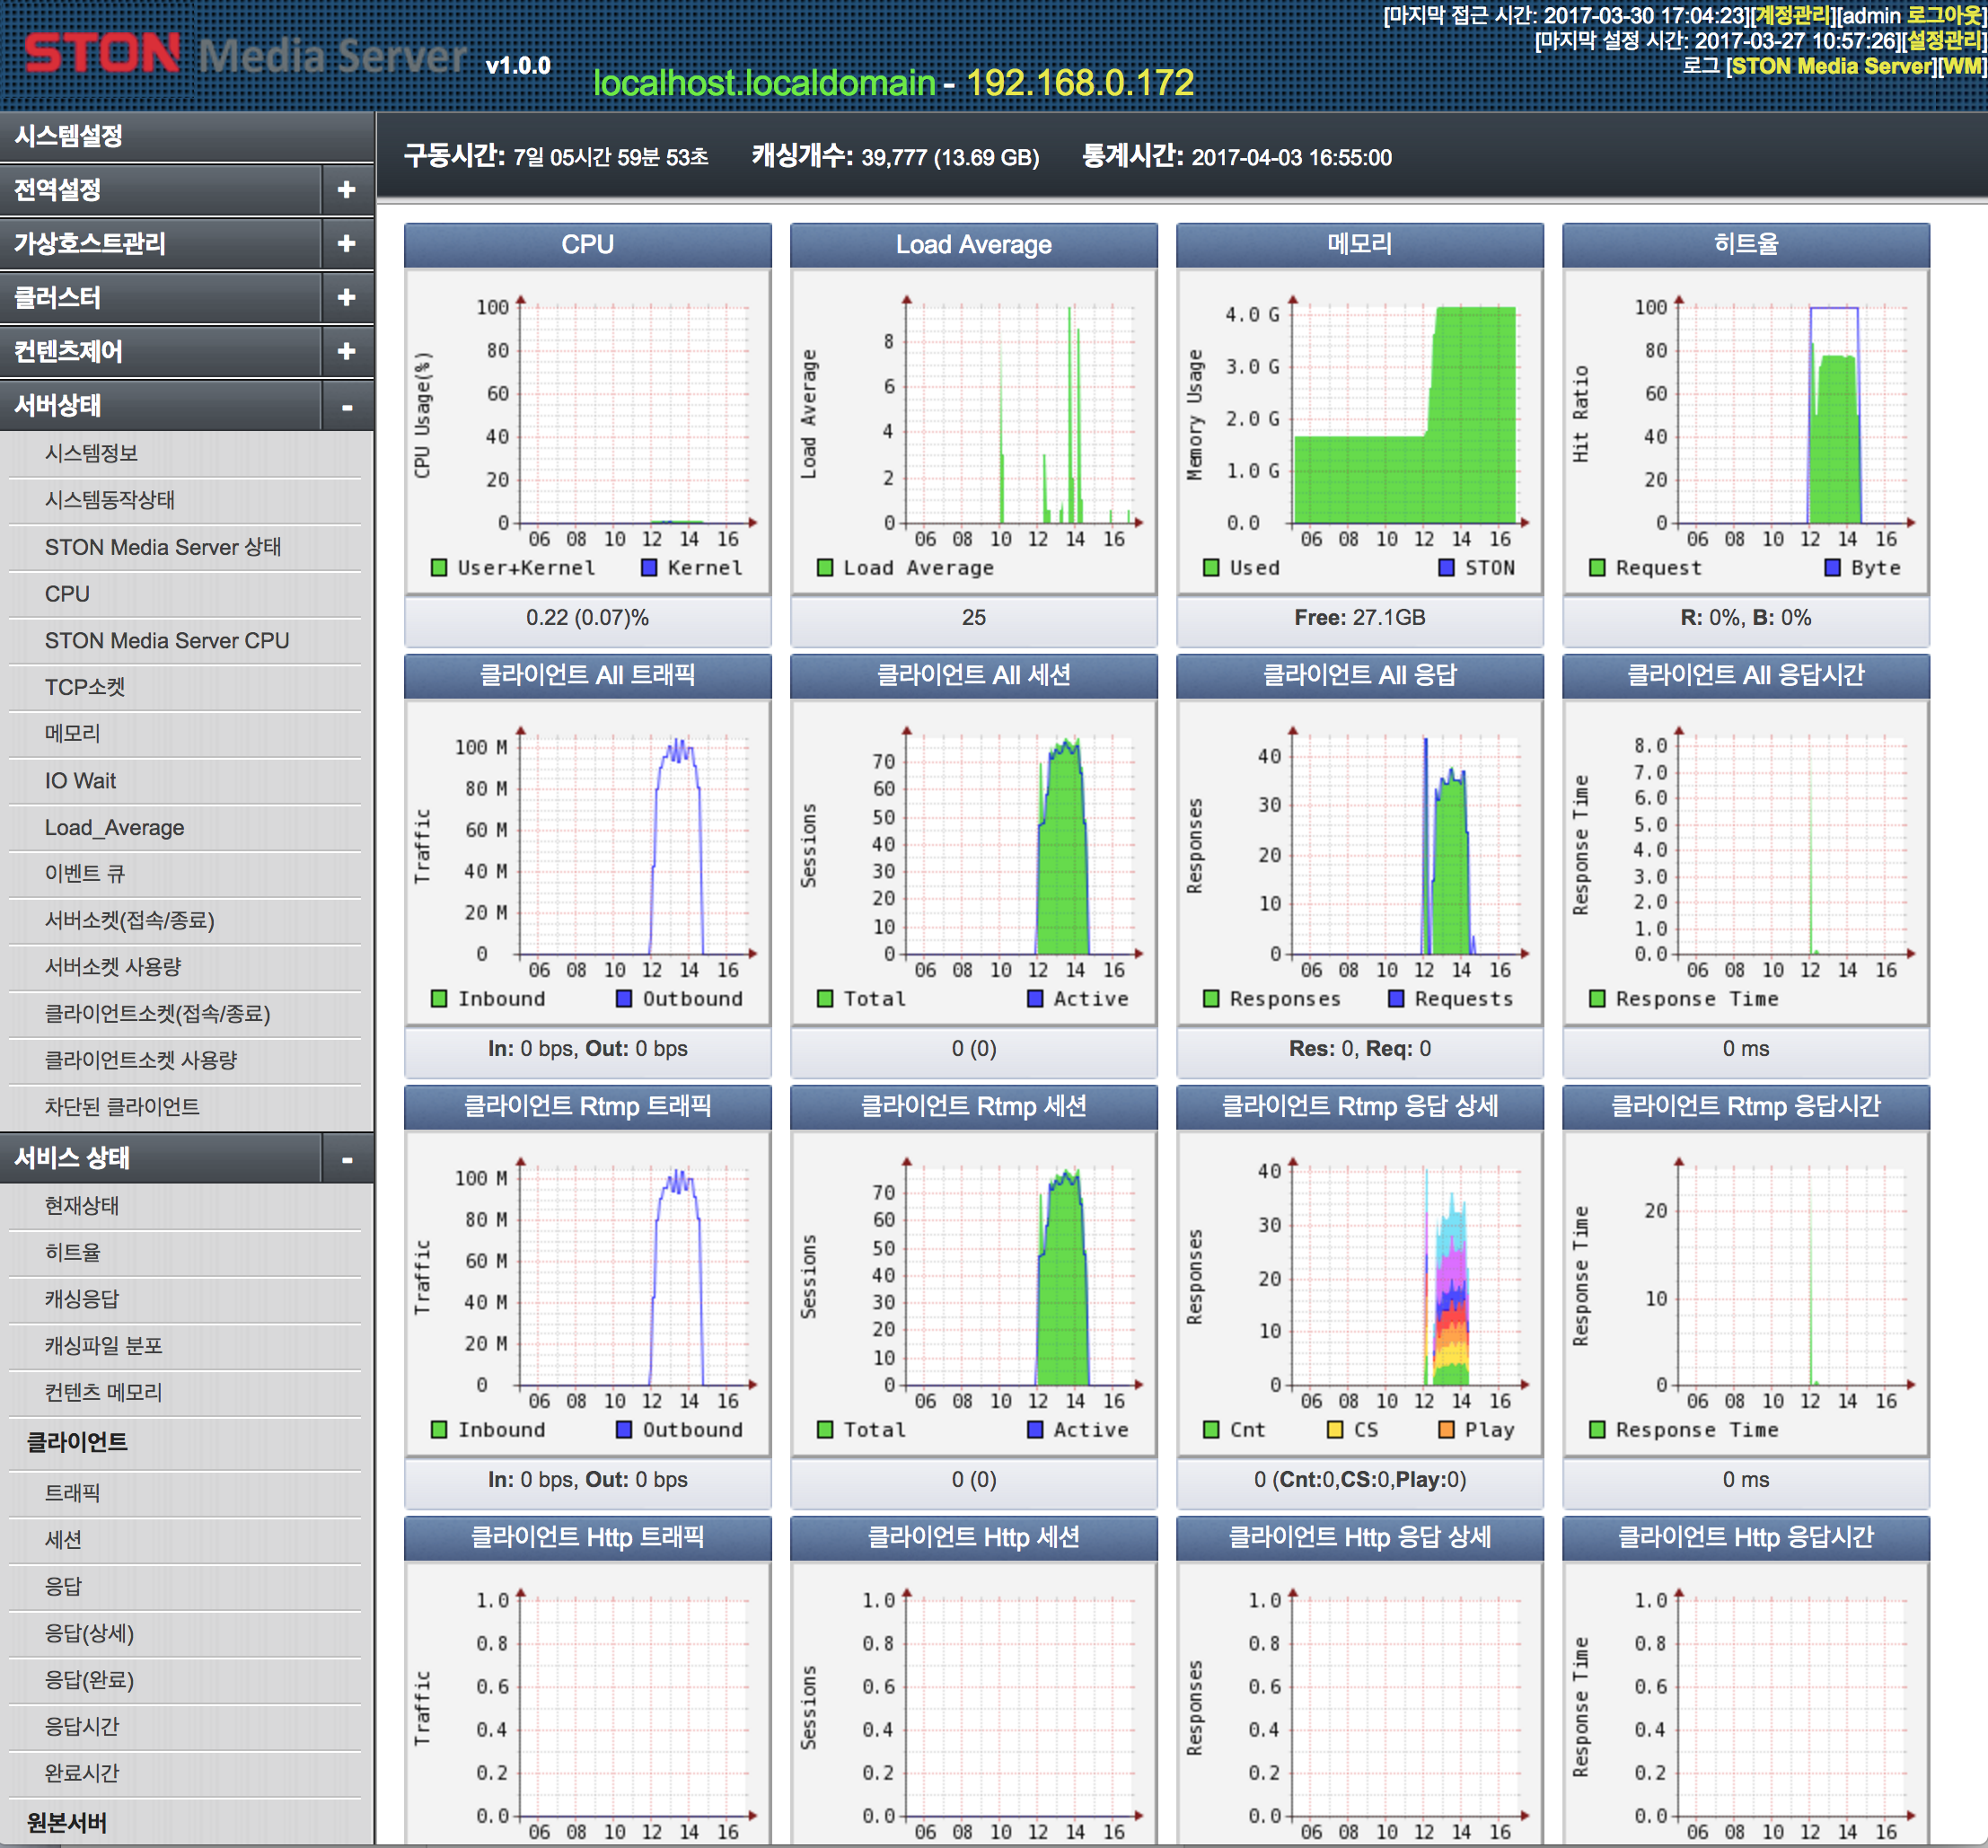 STON Media Server v1.0.0
localhost.localdomain - 192.168.0.172
[마지막 접근 시간: 2017-03-30 17:04:23][계정관리][admin 로그아웃]
[마지막 설정 시간: 2017-03-27 10:57:26][설정관리]
로그 [STON Media Server][WM]
시스템설정
전역설정 +
가상호스트관리 +
클러스터 +
컨텐츠제어 +
서버상태 -
시스템정보
시스템동작상태
STON Media Server 상태
CPU
STON Media Server CPU
TCP소켓
메모리
IO Wait
Load_Average
이벤트 큐
서버소켓(접속/종료)
서버소켓 사용량
클라이언트소켓(접속/종료)
클라이언트소켓 사용량
차단된 클라이언트
서비스 상태 -
현재상태
히트율
캐싱응답
캐싱파일 분포
컨텐츠 메모리
클라이언트
트래픽
세션
응답
응답(상세)
응답(완료)
응답시간
완료시간
원본서버
구동시간: 7일 05시간 59분 53초 캐싱개수: 39,777 (13.69 GB) 통계시간: 2017-04-03 16:55:00
CPU
CPU Usage(%)
100
80
60
40
20
0
06 08 10 12 14 16
User+Kernel Kernel
0.22 (0.07)%
Load Average
Load Average
8
6
4
2
0
06 08 10 12 14 16
Load Average
25
메모리
Memory Usage
4.0 G
3.0 G
2.0 G
1.0 G
0.0
06 08 10 12 14 16
Used STON
Free: 27.1GB
히트율
Hit Ratio
100
80
60
40
20
0
06 08 10 12 14 16
Request Byte
R: 0%, B: 0%
클라이언트 All 트래픽
Traffic
100 M
80 M
60 M
40 M
20 M
0
06 08 10 12 14 16
Inbound Outbound
In: 0 bps, Out: 0 bps
클라이언트 All 세션
Sessions
70
60
50
40
30
20
10
0
06 08 10 12 14 16
Total Active
0 (0)
클라이언트 All 응답
Responses
40
30
20
10
0
06 08 10 12 14 16
Responses Requests
Res: 0, Req: 0
클라이언트 All 응답시간
Response Time
8.0
7.0
6.0
5.0
4.0
3.0
2.0
1.0
0.0
06 08 10 12 14 16
Response Time
0 ms
클라이언트 Rtmp 트래픽
Traffic
100 M
80 M
60 M
40 M
20 M
0
06 08 10 12 14 16
Inbound Outbound
In: 0 bps, Out: 0 bps
클라이언트 Rtmp 세션
Sessions
70
60
50
40
30
20
10
0
06 08 10 12 14 16
Total Active
0 (0)
클라이언트 Rtmp 응답 상세
Responses
40
30
20
10
0
06 08 10 12 14 16
Cnt CS Play
0 (Cnt:0,CS:0,Play:0)
클라이언트 Rtmp 응답시간
Response Time
20
10
0
06 08 10 12 14 16
Response Time
0 ms
클라이언트 Http 트래픽
Traffic
1.0
0.8
0.6
0.4
0.2
0.0
06 08 10 12 14 16
클라이언트 Http 세션
Sessions
1.0
0.8
0.6
0.4
0.2
0.0
06 08 10 12 14 16
클라이언트 Http 응답 상세
Responses
1.0
0.8
0.6
0.4
0.2
0.0
06 08 10 12 14 16
클라이언트 Http 응답시간
Response Time
1.0
0.8
0.6
0.4
0.2
0.0
06 08 10 12 14 16